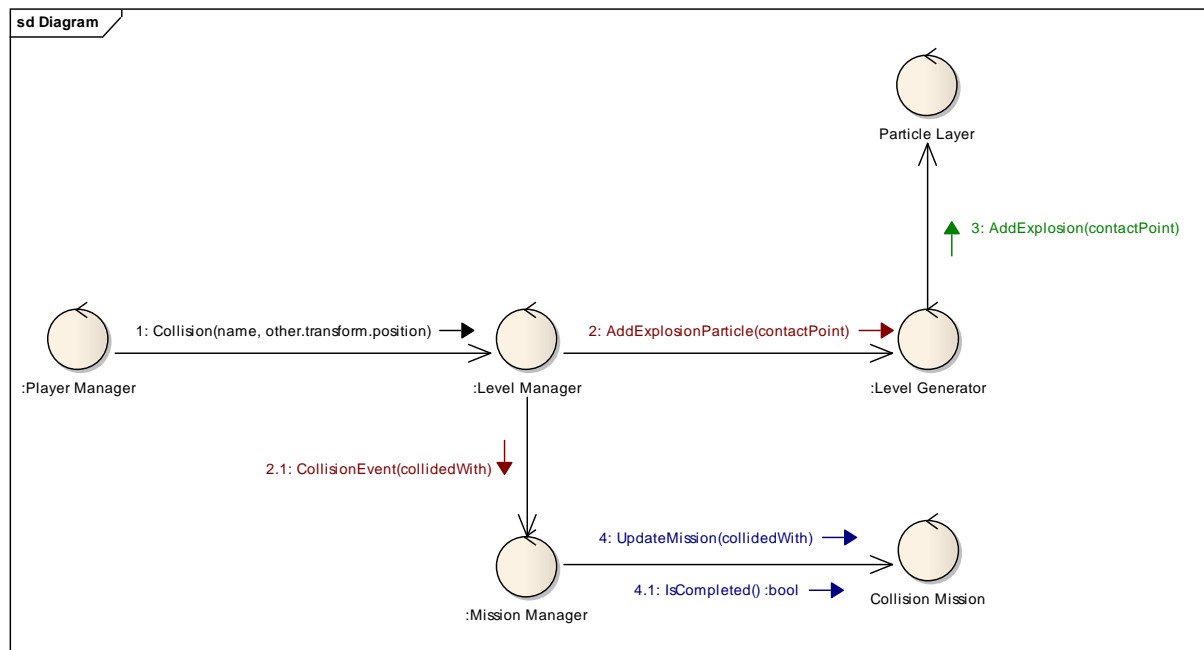 sd Diagram
Particle Layer
3: AddExplosion(contactPoint)
1: Collision(name, other.transform.position)
2: AddExplosionParticle(contactPoint)
:Player Manager
:Level Manager
:Level Generator
2.1: CollisionEvent(collidedWith)
4: UpdateMission(collidedWith)
4.1: IsCompleted() :bool
:Mission Manager
Collision Mission